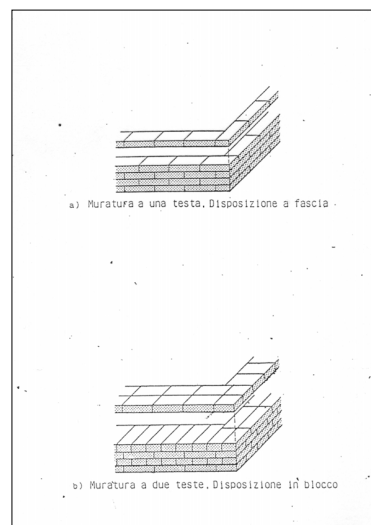 a) Muratura a una testa, Disposizione a fascia
b) Muratura a due teste, Disposizione in blocco